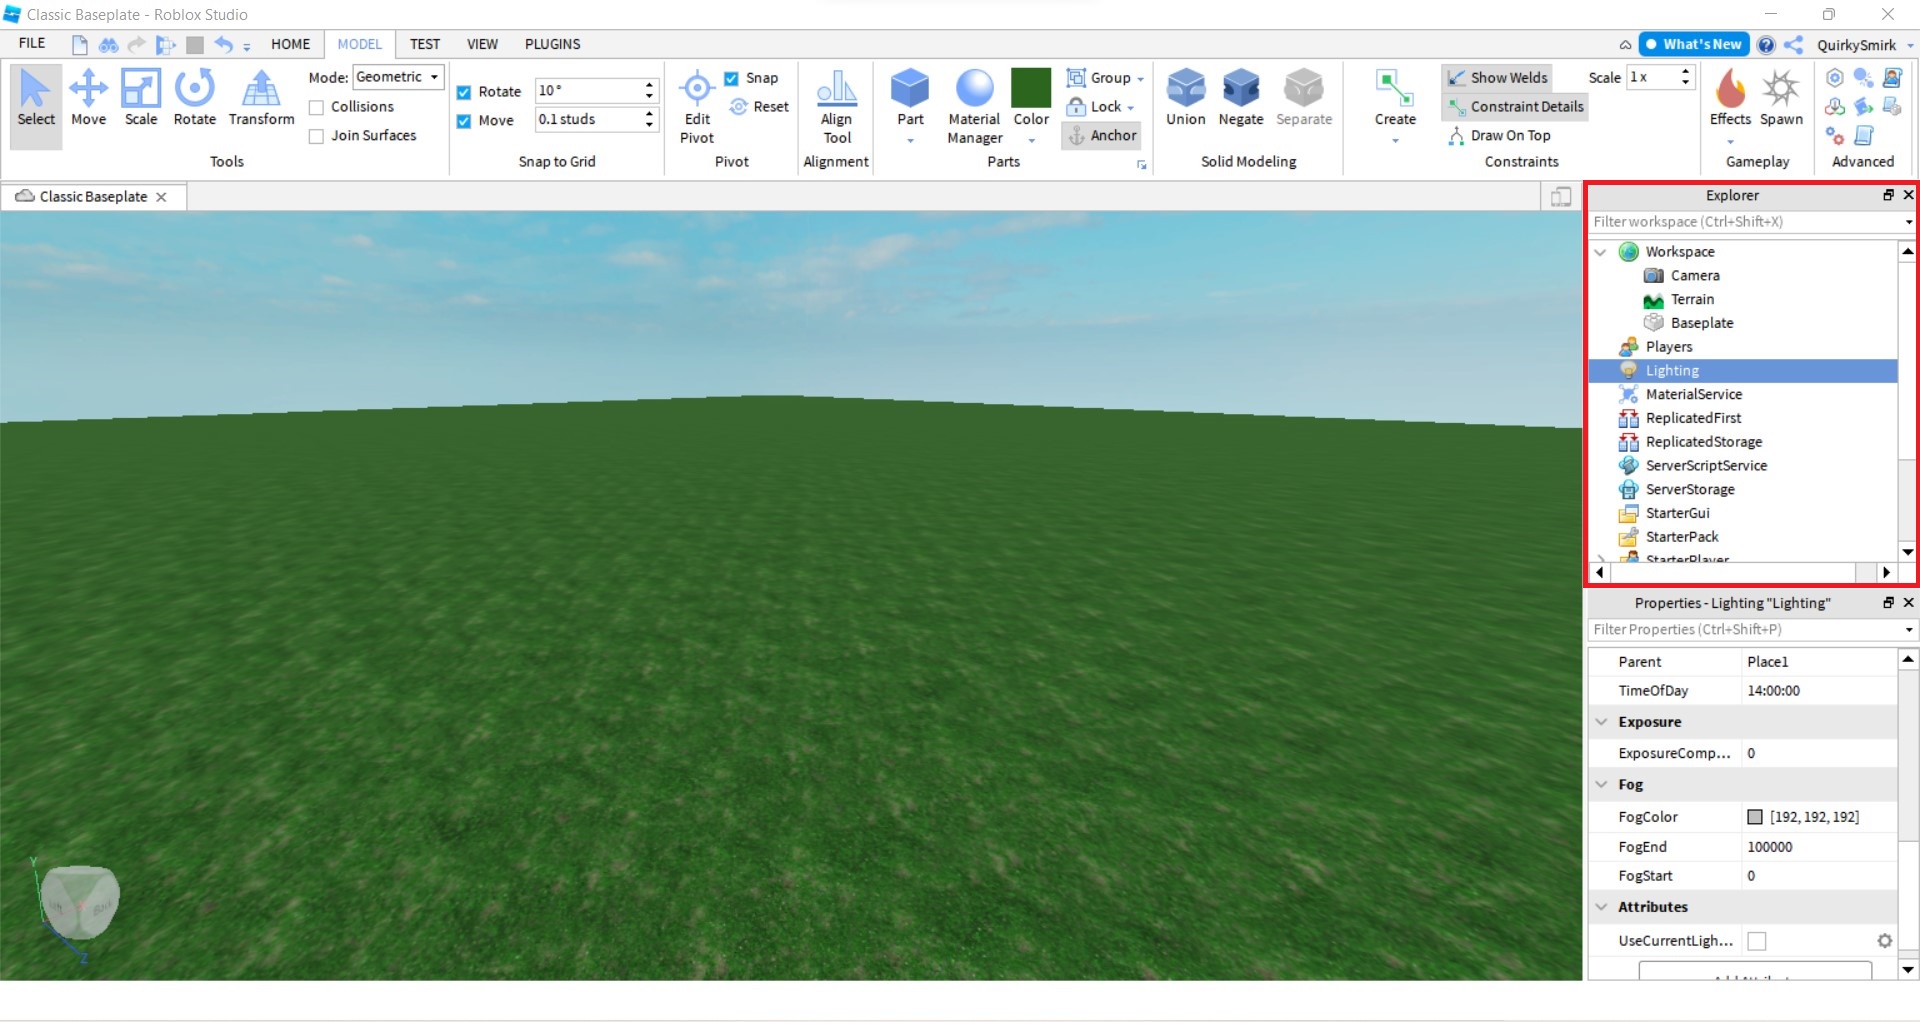 Classic Baseplate - Roblox Studio
FILE HOME MODEL TEST VIEW PLUGINS What's New QuirkySmirk
Select Move Scale Rotate Transform
Mode: Geometric
Collisions
Join Surfaces
Tools
Rotate 10°
Move 0.1 studs
Snap to Grid
Edit
Pivot
Snap
Reset
Pivot
Align
Tool
Alignment
Part
Material
Manager
Color
Group
Lock
Anchor
Parts
Union Negate Separate
Solid Modeling
Create
Show Welds
Constraint Details
Draw On Top
Scale 1 x
Constraints
Effects Spawn
Gameplay
Advanced
Classic Baseplate
Explorer
Filter workspace (Ctrl+Shift+X)
Workspace
Camera
Terrain
Baseplate
Players
Lighting
MaterialService
ReplicatedFirst
ReplicatedStorage
ServerScriptService
ServerStorage
StarterGui
StarterPack
StarterPlayer
Properties - Lighting "Lighting"
Filter Properties (Ctrl+Shift+P)
Parent Place1
TimeOfDay 14:00:00
Exposure
ExposureComp... 0
Fog
FogColor [192, 192, 192]
FogEnd 100000
FogStart 0
Attributes
UseCurrentLigh...
Y
X
Z